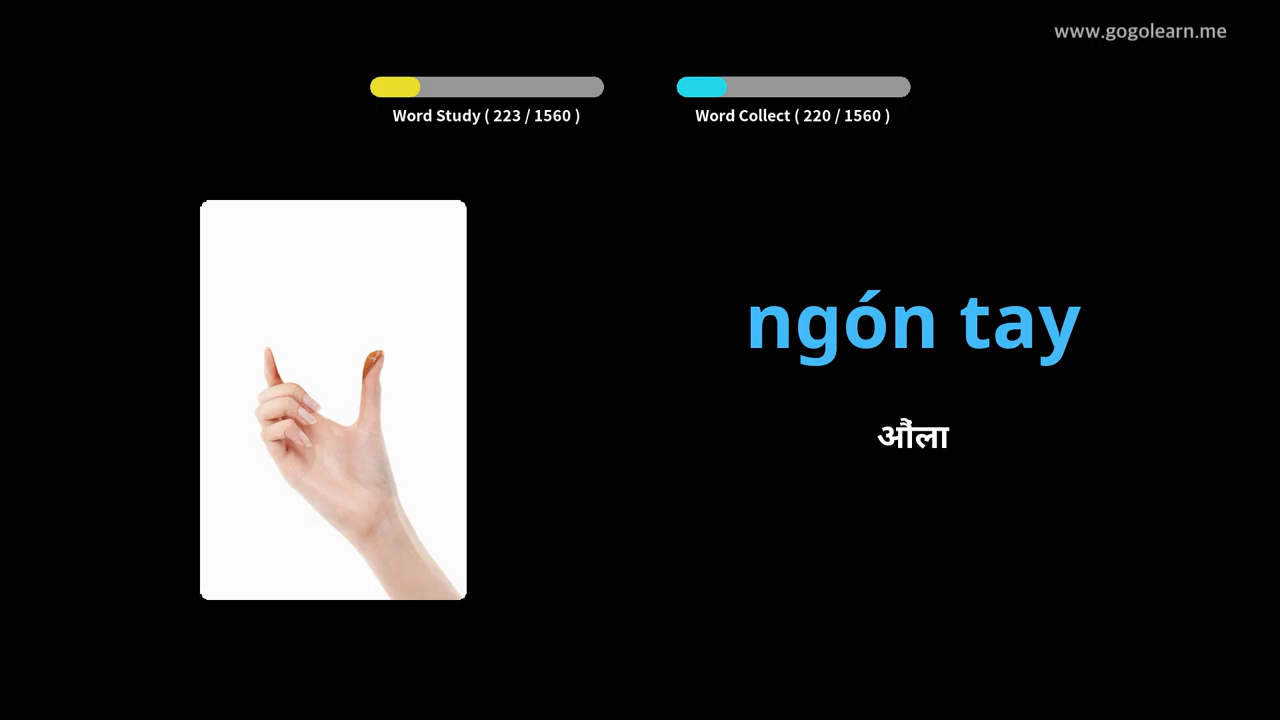 www.gogolearn.me
Word Study ( 223 / 1560 )
Word Collect ( 220 / 1560 )
ngón tay
औंला